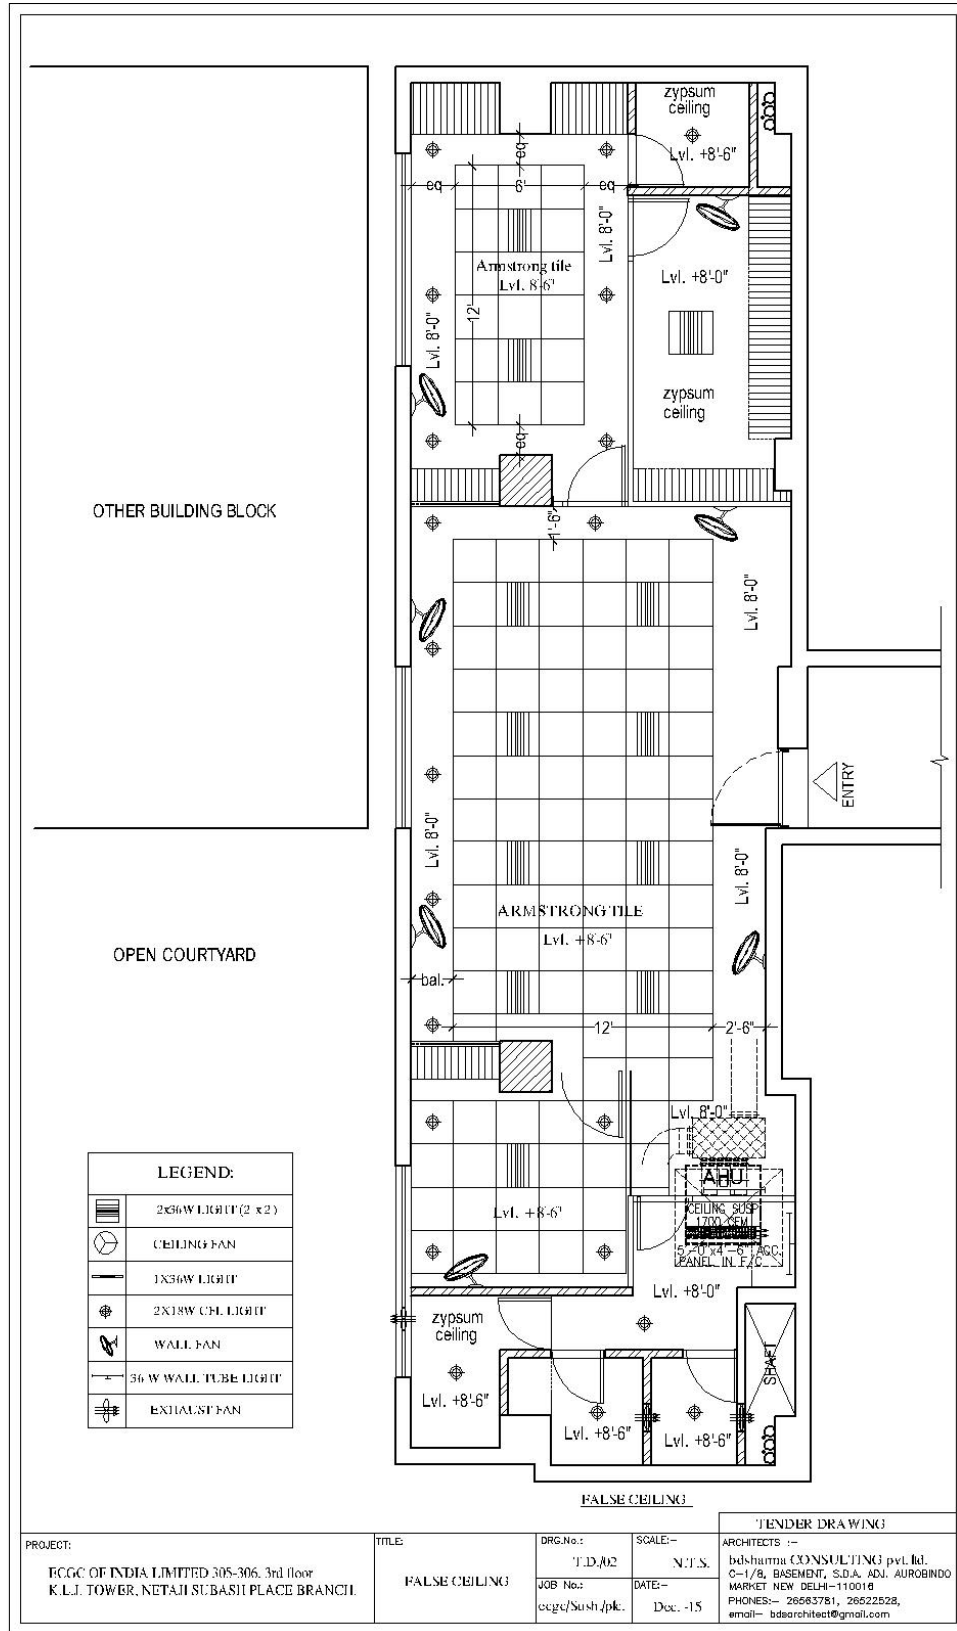 zypsum
ceiling
Lvl. +8'-6"
eq
eq
6'
eq
Lvl. 8'-0"
Armstrong tile
Lvl. 8'-6"
12'
Lvl. 8'-0"
eq
Lvl. +8'-0"
zypsum
ceiling
OTHER BUILDING BLOCK
1'-6"
Lvl. 8'-0"
ENTRY
Lvl. 8'-0"
Lvl. 8'-0"
ARMSTRONG TILE
Lvl. +8'-6"
OPEN COURTYARD
bal.
12'
2'-6"
Lvl. 8'-0"
AHU
CEILING SUSP
1700 CFM
5'-0"x4'-6" ACC.
PANEL IN F/C
Lvl. +8'-6"
Lvl. +8'-0"
zypsum
ceiling
Lvl. +8'-6"
SHAFT
Lvl. +8'-6"
Lvl. +8'-6"
LEGEND:
2x36W LIGHT (2'x2')
CEILING FAN
1X36W LIGHT
2X18W CFL LIGHT
WALL FAN
36 W WALL TUBE LIGHT
EXHAUST FAN
FALSE CEILING
TENDER DRAWING
PROJECT:
ECGC OF INDIA LIMITED 305-306, 3rd floor
K.L.J. TOWER, NETAJI SUBASH PLACE BRANCH.
TITLE:
FALSE CEILING
DRG.No.:
T.D./02
SCALE:-
N.T.S.
JOB No.:
ecgc/Sush./plc.
DATE:-
Dec. -15
ARCHITECTS :-
bdsharma CONSULTING pvt. ltd.
C-1/8, BASEMENT, S.D.A. ADJ. AUROBINDO
MARKET NEW DELHI-110016
PHONES:- 26563781, 26522528,
email- bdsarchitect@gmail.com